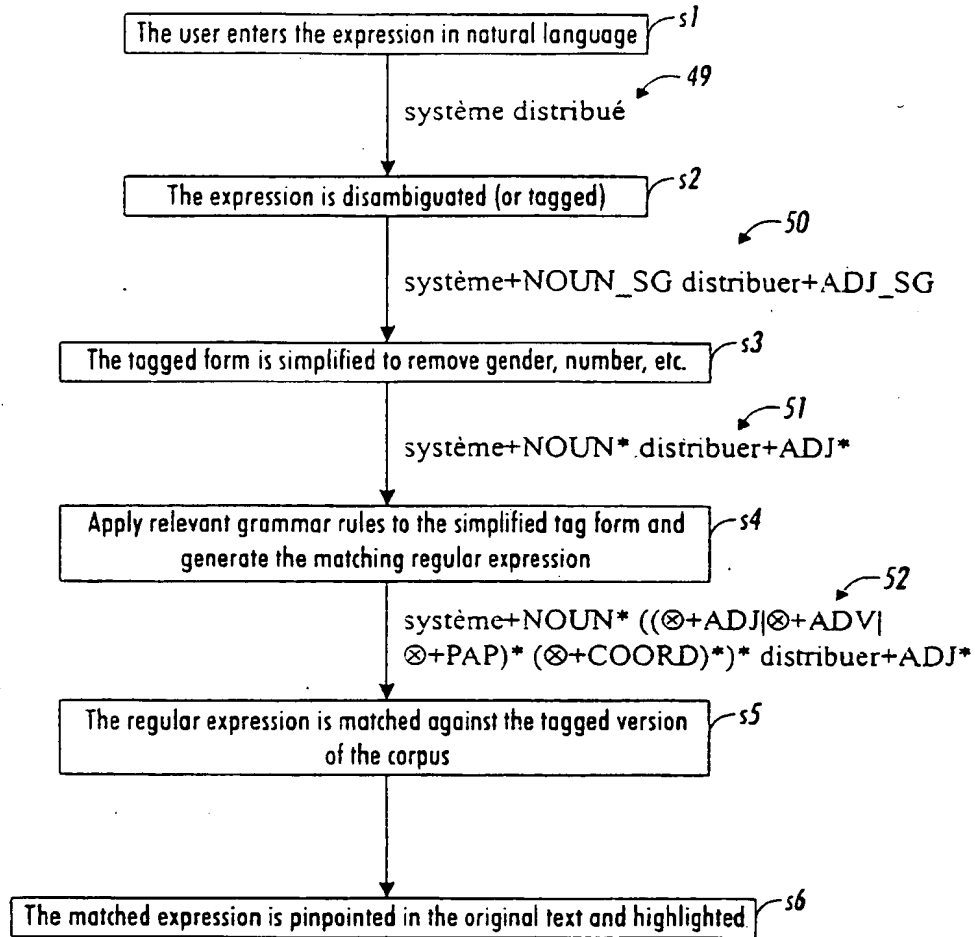 The user enters the expression in natural language
s1
49
système distribué
The expression is disambiguated (or tagged)
s2
50
système+NOUN_SG distribuer+ADJ_SG
The tagged form is simplified to remove gender, number, etc.
s3
51
système+NOUN* distribuer+ADJ*
Apply relevant grammar rules to the simplified tag form and
generate the matching regular expression
s4
52
système+NOUN* ((⊗+ADJ|⊗+ADV|
⊗+PAP)* (⊗+COORD)*)* distribuer+ADJ*
The regular expression is matched against the tagged version
of the corpus
s5
The matched expression is pinpointed in the original text and highlighted
s6